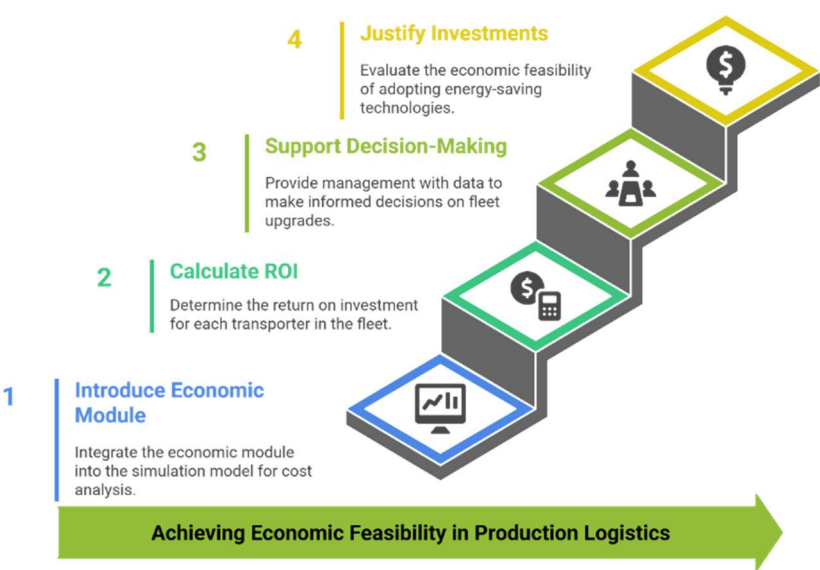 4
Justify Investments
Evaluate the economic feasibility
of adopting energy-saving
technologies.
3
Support Decision-Making
Provide management with data to
make informed decisions on fleet
upgrades.
2
Calculate ROI
Determine the return on investment
for each transporter in the fleet.
1
Introduce Economic
Module
Integrate the economic module
into the simulation model for cost
analysis.
Achieving Economic Feasibility in Production Logistics